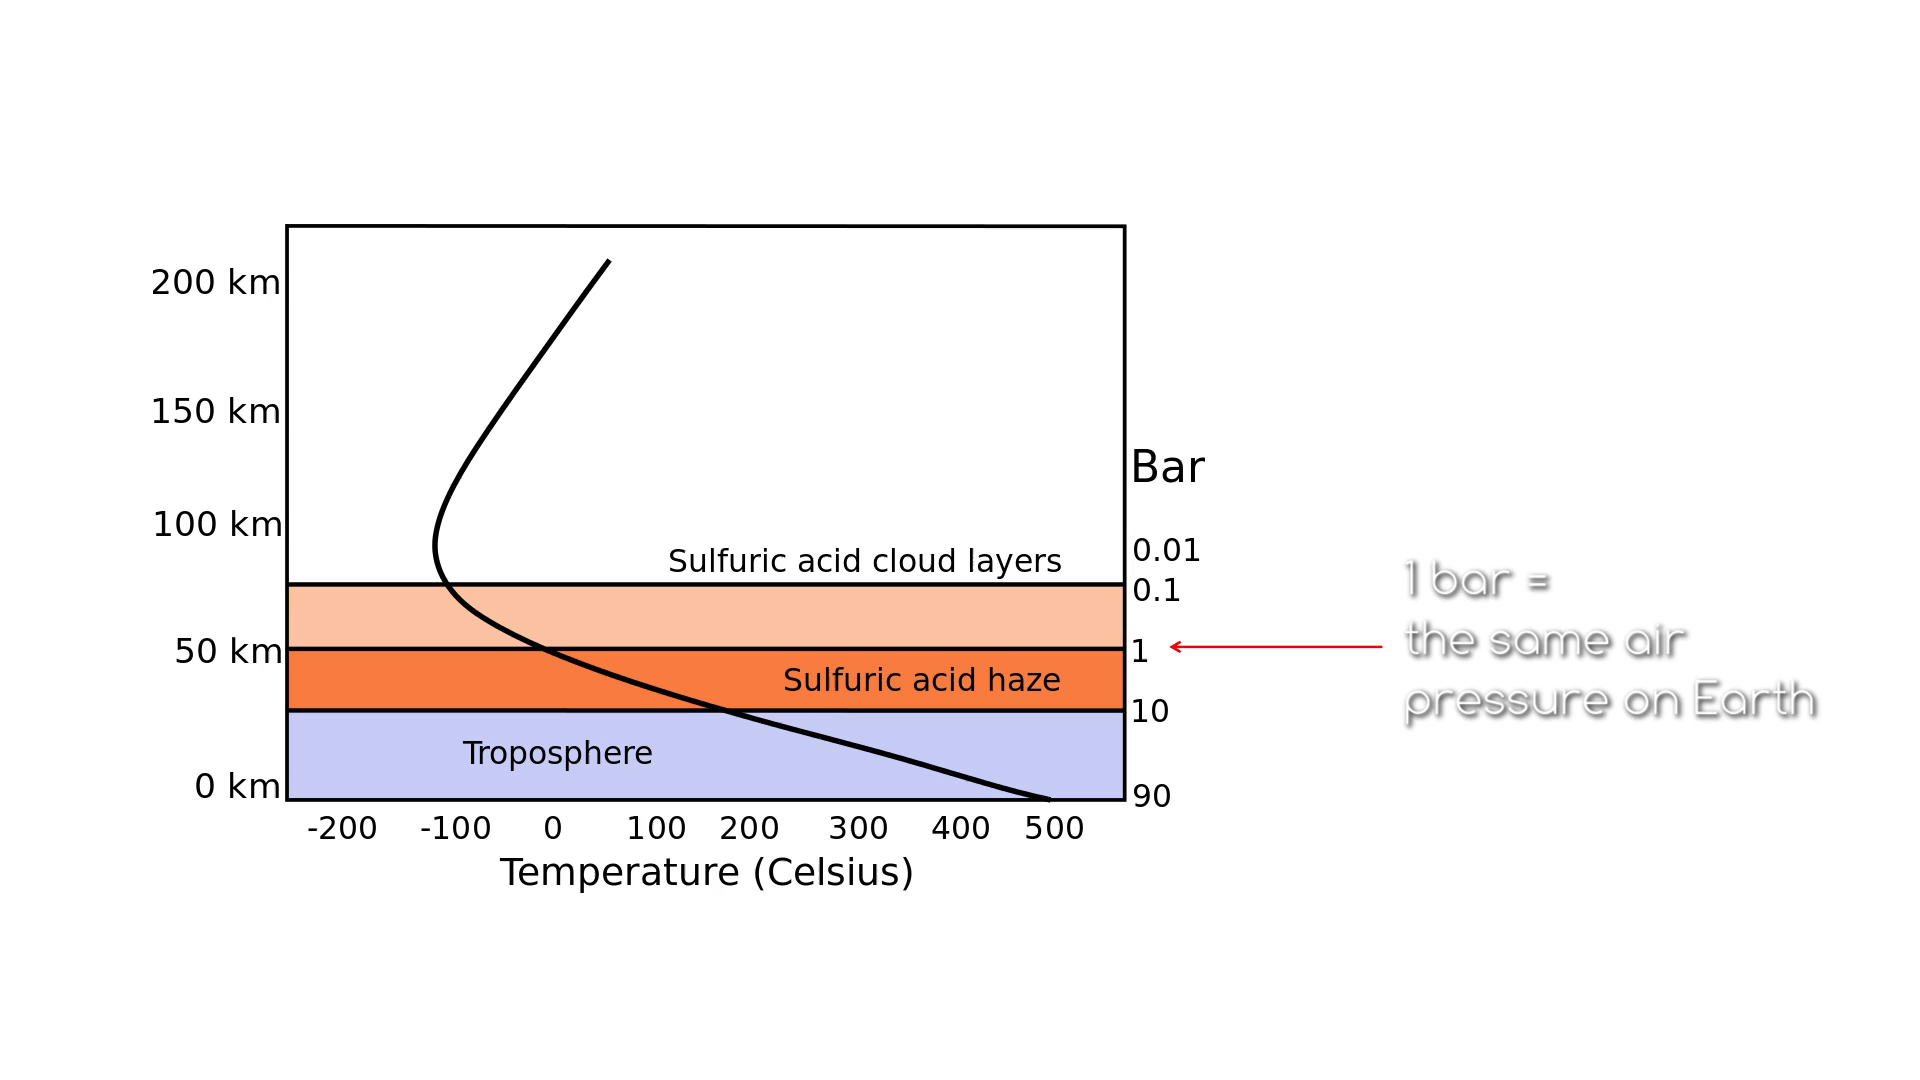 200 km
150 km
100 km
50 km
0 km
Bar
0.01
0.1
1
10
90
Sulfuric acid cloud layers
Sulfuric acid haze
Troposphere
-200 -100 0 100 200 300 400 500
Temperature (Celsius)
1 bar =
the same air
pressure on Earth